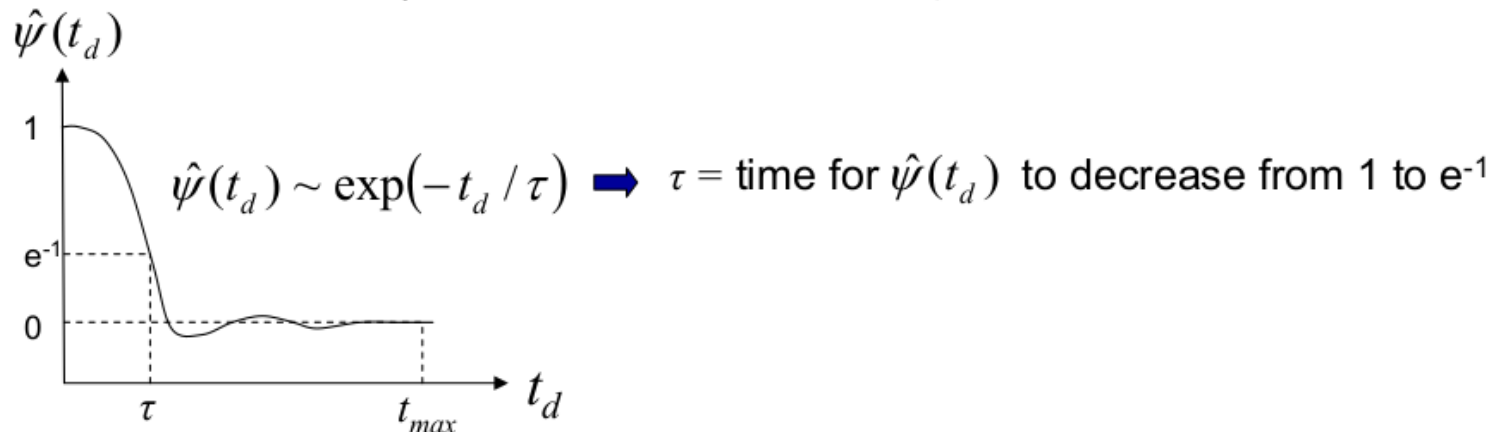 ψ̂(t_d)
1
ψ̂(t_d) ~ exp(−t_d / τ) ➡ τ = time for ψ̂(t_d) to decrease from 1 to e⁻¹
e⁻¹
0
τ
t_max
t_d